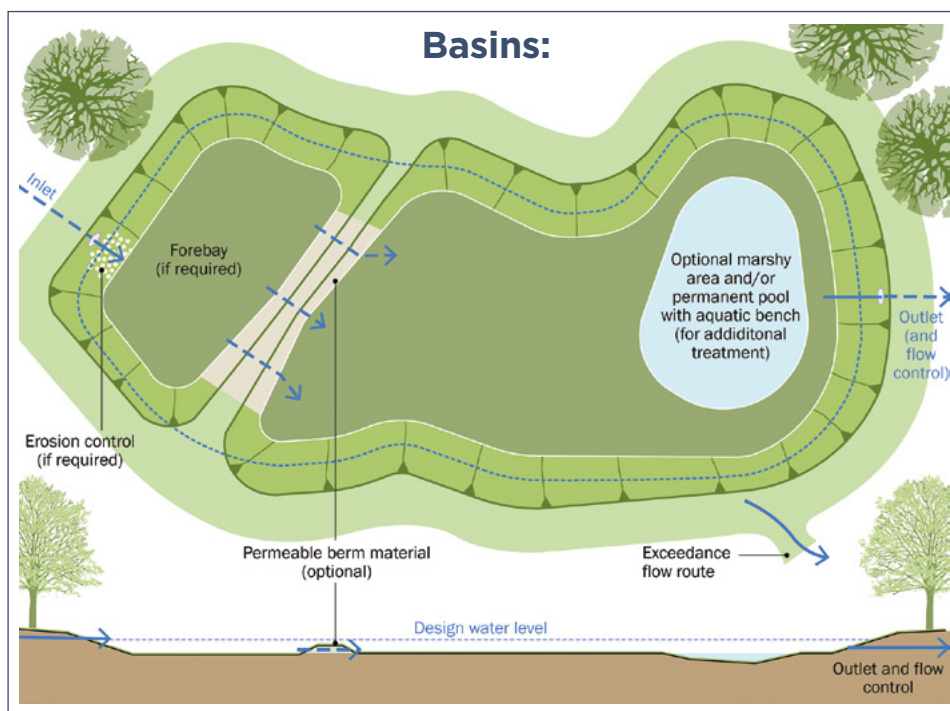 Basins:
Inlet
Forebay
(if required)
Optional marshy
area and/or
permanent pool
with aquatic bench
(for addiditonal
treatment)
Outlet
(and
flow
control)
Erosion control
(if required)
Permeable berm material
(optional)
Exceedance
flow route
Design water level
Outlet and flow
control